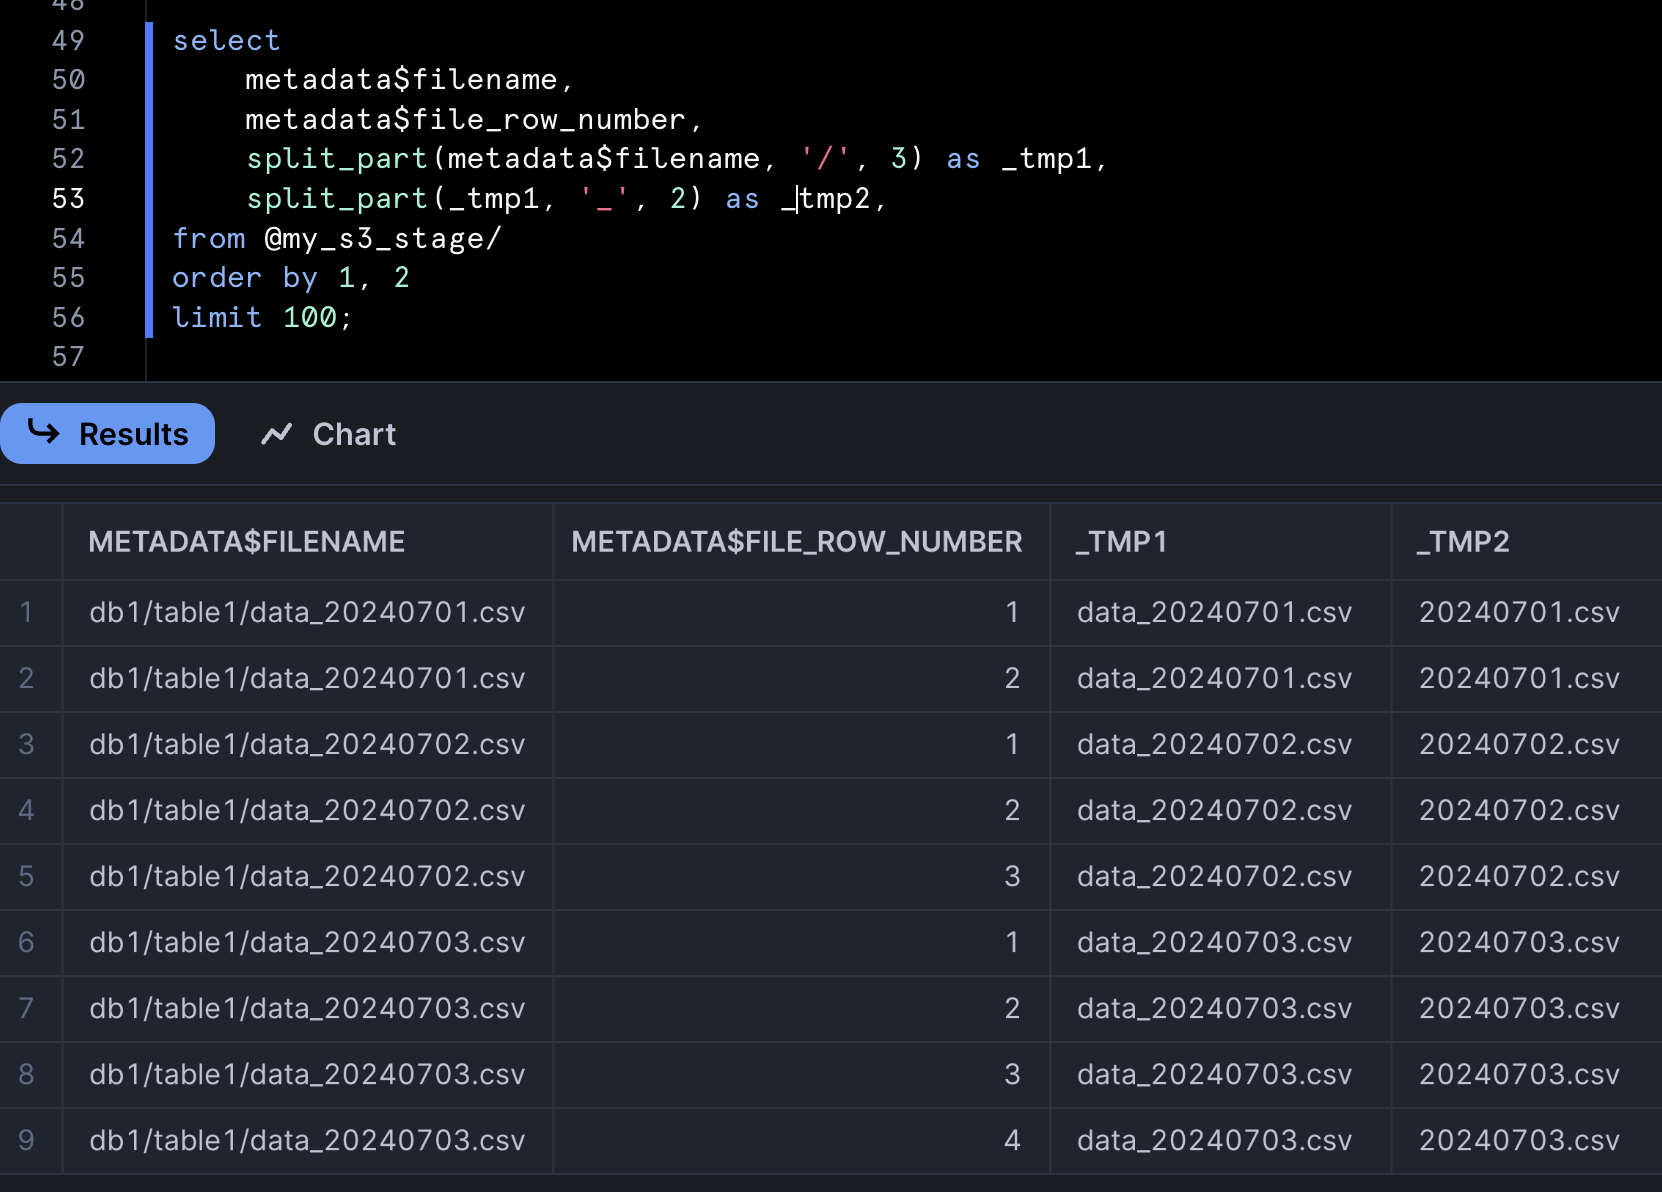 48
49 select
50 metadata$filename,
51 metadata$file_row_number,
52 split_part(metadata$filename, '/', 3) as _tmp1,
53 split_part(_tmp1, '_', 2) as _tmp2,
54 from @my_s3_stage/
55 order by 1, 2
56 limit 100;
57
Results Chart
METADATA$FILENAME METADATA$FILE_ROW_NUMBER _TMP1 _TMP2
1 db1/table1/data_20240701.csv 1 data_20240701.csv 20240701.csv
2 db1/table1/data_20240701.csv 2 data_20240701.csv 20240701.csv
3 db1/table1/data_20240702.csv 1 data_20240702.csv 20240702.csv
4 db1/table1/data_20240702.csv 2 data_20240702.csv 20240702.csv
5 db1/table1/data_20240702.csv 3 data_20240702.csv 20240702.csv
6 db1/table1/data_20240703.csv 1 data_20240703.csv 20240703.csv
7 db1/table1/data_20240703.csv 2 data_20240703.csv 20240703.csv
8 db1/table1/data_20240703.csv 3 data_20240703.csv 20240703.csv
9 db1/table1/data_20240703.csv 4 data_20240703.csv 20240703.csv